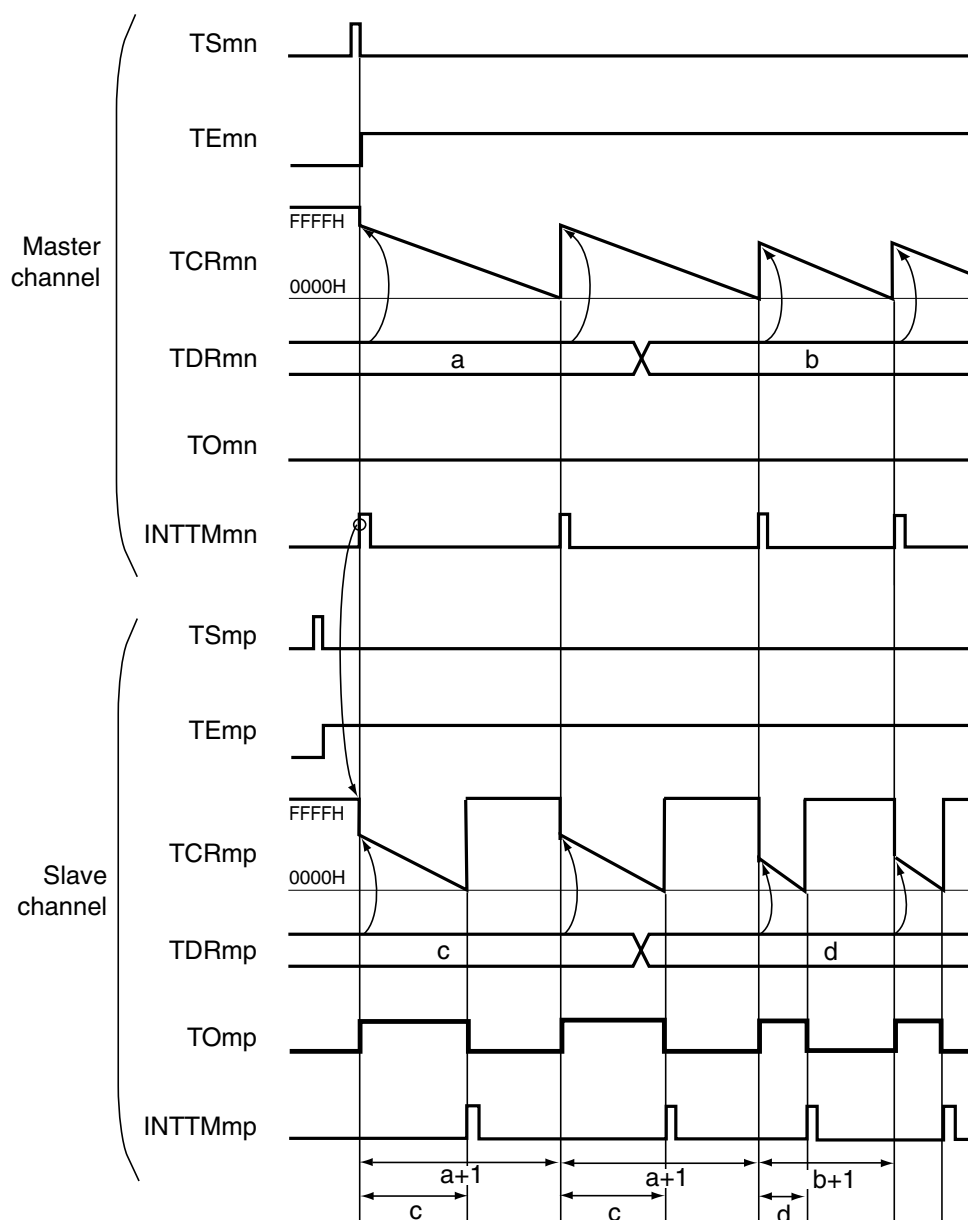 TSmn
TEmn
FFFFH
Master
channel
TCRmn
0000H
TDRmn
a
b
TOmn
INTTMmn
TSmp
TEmp
FFFFH
TCRmp
0000H
Slave
channel
TDRmp
c
d
TOmp
INTTMmp
a+1
a+1
b+1
c
c
d